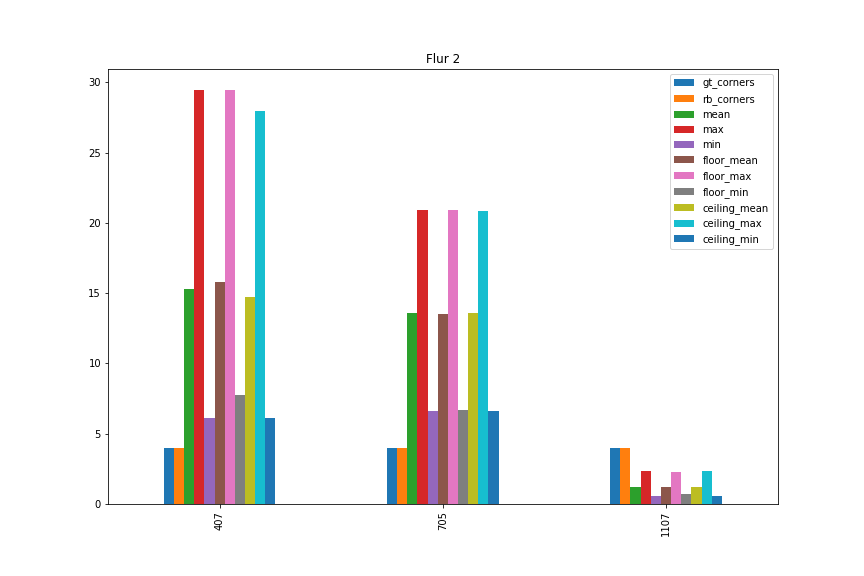 Flur 2
30
25
20
15
10
5
0
407
705
1107
gt_corners
rb_corners
mean
max
min
floor_mean
floor_max
floor_min
ceiling_mean
ceiling_max
ceiling_min